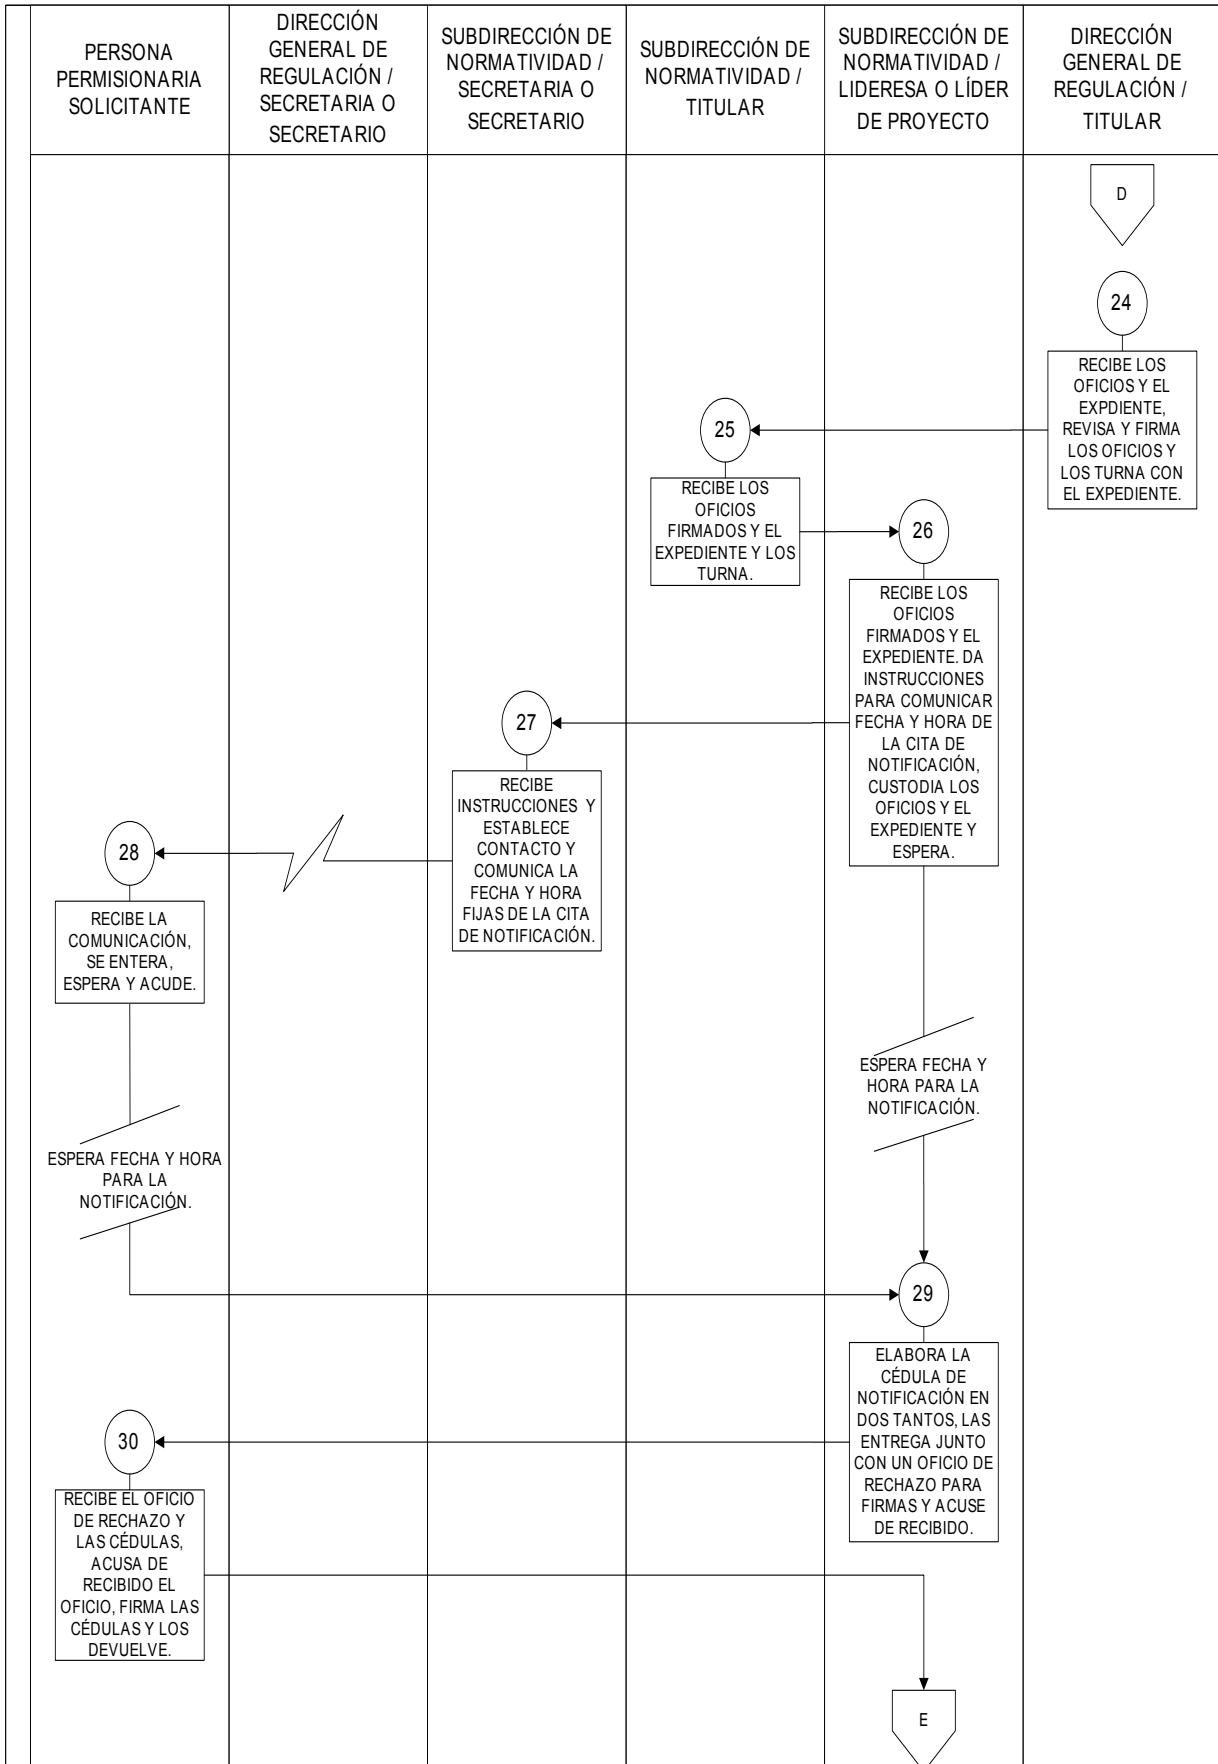 PERSONA
PERMISIONARIA
SOLICITANTE
DIRECCIÓN
GENERAL DE
REGULACIÓN /
SECRETARIA O
SECRETARIO
SUBDIRECCIÓN DE
NORMATIVIDAD /
SECRETARIA O
SECRETARIO
SUBDIRECCIÓN DE
NORMATIVIDAD /
TITULAR
SUBDIRECCIÓN DE
NORMATIVIDAD /
LIDERESA O LÍDER
DE PROYECTO
DIRECCIÓN
GENERAL DE
REGULACIÓN /
TITULAR
D
24
RECIBE LOS
OFICIOS Y EL
EXPDIENTE,
REVISA Y FIRMA
LOS OFICIOS Y
LOS TURNA CON
EL EXPEDIENTE.
25
RECIBE LOS
OFICIOS
FIRMADOS Y EL
EXPEDIENTE Y LOS
TURNA.
26
RECIBE LOS
OFICIOS
FIRMADOS Y EL
EXPEDIENTE. DA
INSTRUCCIONES
PARA COMUNICAR
FECHA Y HORA DE
LA CITA DE
NOTIFICACIÓN,
CUSTODIA LOS
OFICIOS Y EL
EXPEDIENTE Y
ESPERA.
27
RECIBE
INSTRUCCIONES Y
ESTABLECE
CONTACTO Y
COMUNICA LA
FECHA Y HORA
FIJAS DE LA CITA
DE NOTIFICACIÓN.
28
RECIBE LA
COMUNICACIÓN,
SE ENTERA,
ESPERA Y ACUDE.
ESPERA FECHA Y
HORA PARA LA
NOTIFICACIÓN.
ESPERA FECHA Y HORA
PARA LA
NOTIFICACIÓN.
29
ELABORA LA
CÉDULA DE
NOTIFICACIÓN EN
DOS TANTOS, LAS
ENTREGA JUNTO
CON UN OFICIO DE
RECHAZO PARA
FIRMAS Y ACUSE
DE RECIBIDO.
30
RECIBE EL OFICIO
DE RECHAZO Y
LAS CÉDULAS,
ACUSA DE
RECIBIDO EL
OFICIO, FIRMA LAS
CÉDULAS Y LOS
DEVUELVE.
E